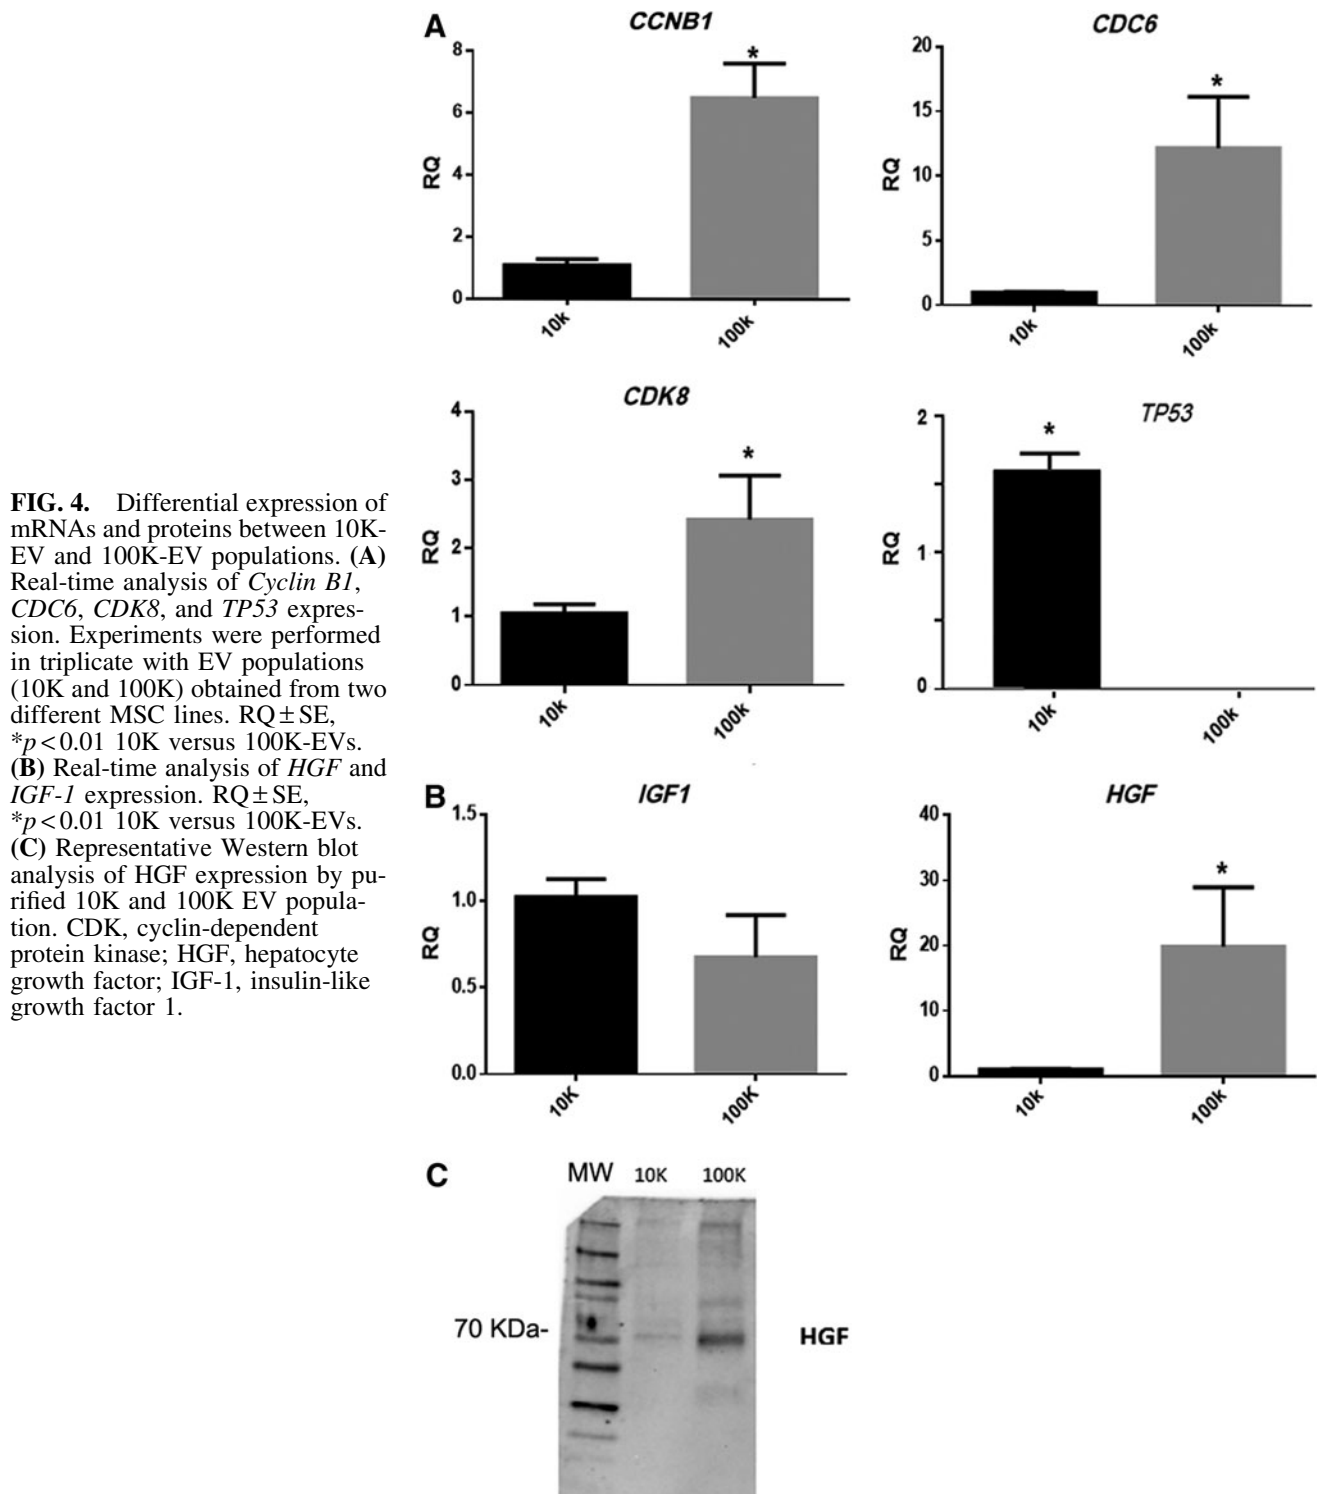 A
CCNB1
8
6
4
2
0
RQ
*
10k
100k
CDC6
20
15
10
5
0
RQ
*
10k
100k
CDK8
4
3
2
1
0
RQ
*
10k
100k
TP53
2
1
0
*
10k
100k
FIG. 4. Differential expression of
mRNAs and proteins between 10K-
EV and 100K-EV populations. (A)
Real-time analysis of Cyclin B1,
CDC6, CDK8, and TP53 expres-
sion. Experiments were performed
in triplicate with EV populations
(10K and 100K) obtained from two
different MSC lines. RQ ± SE,
*p < 0.01 10K versus 100K-EVs.
(B) Real-time analysis of HGF and
IGF-1 expression. RQ ± SE,
*p < 0.01 10K versus 100K-EVs.
(C) Representative Western blot
analysis of HGF expression by pu-
rified 10K and 100K EV popula-
tion. CDK, cyclin-dependent
protein kinase; HGF, hepatocyte
growth factor; IGF-1, insulin-like
growth factor 1.
B
IGF1
1.5
1.0
0.5
0.0
RQ
10K
100K
HGF
40
30
20
10
0
RQ
*
10k
100k
C
MW 10K 100K
70 KDa-
HGF